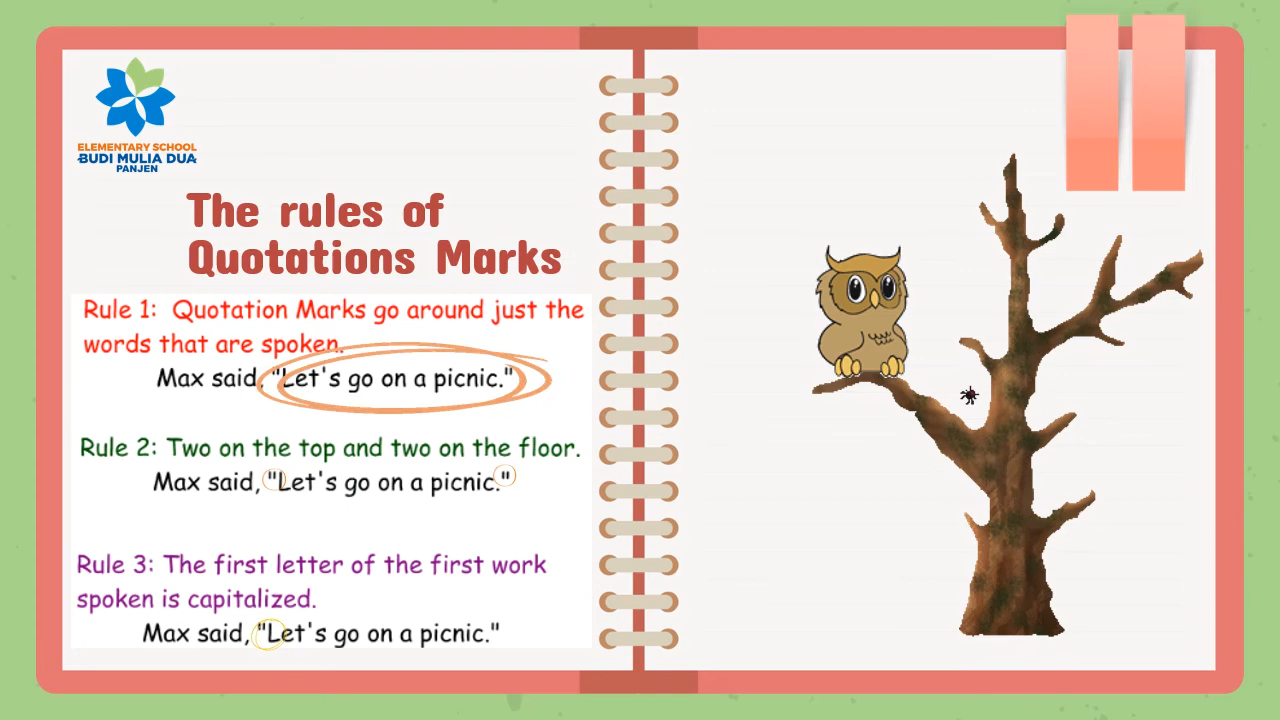 ELEMENTARY SCHOOL
BUDI MULIA DUA
PANJEN
The rules of
Quotations Marks
Rule 1: Quotation Marks go around just the
words that are spoken.
Max said, "Let's go on a picnic."
Rule 2: Two on the top and two on the floor.
Max said, "Let's go on a picnic."
Rule 3: The first letter of the first work
spoken is capitalized.
Max said, "Let's go on a picnic."